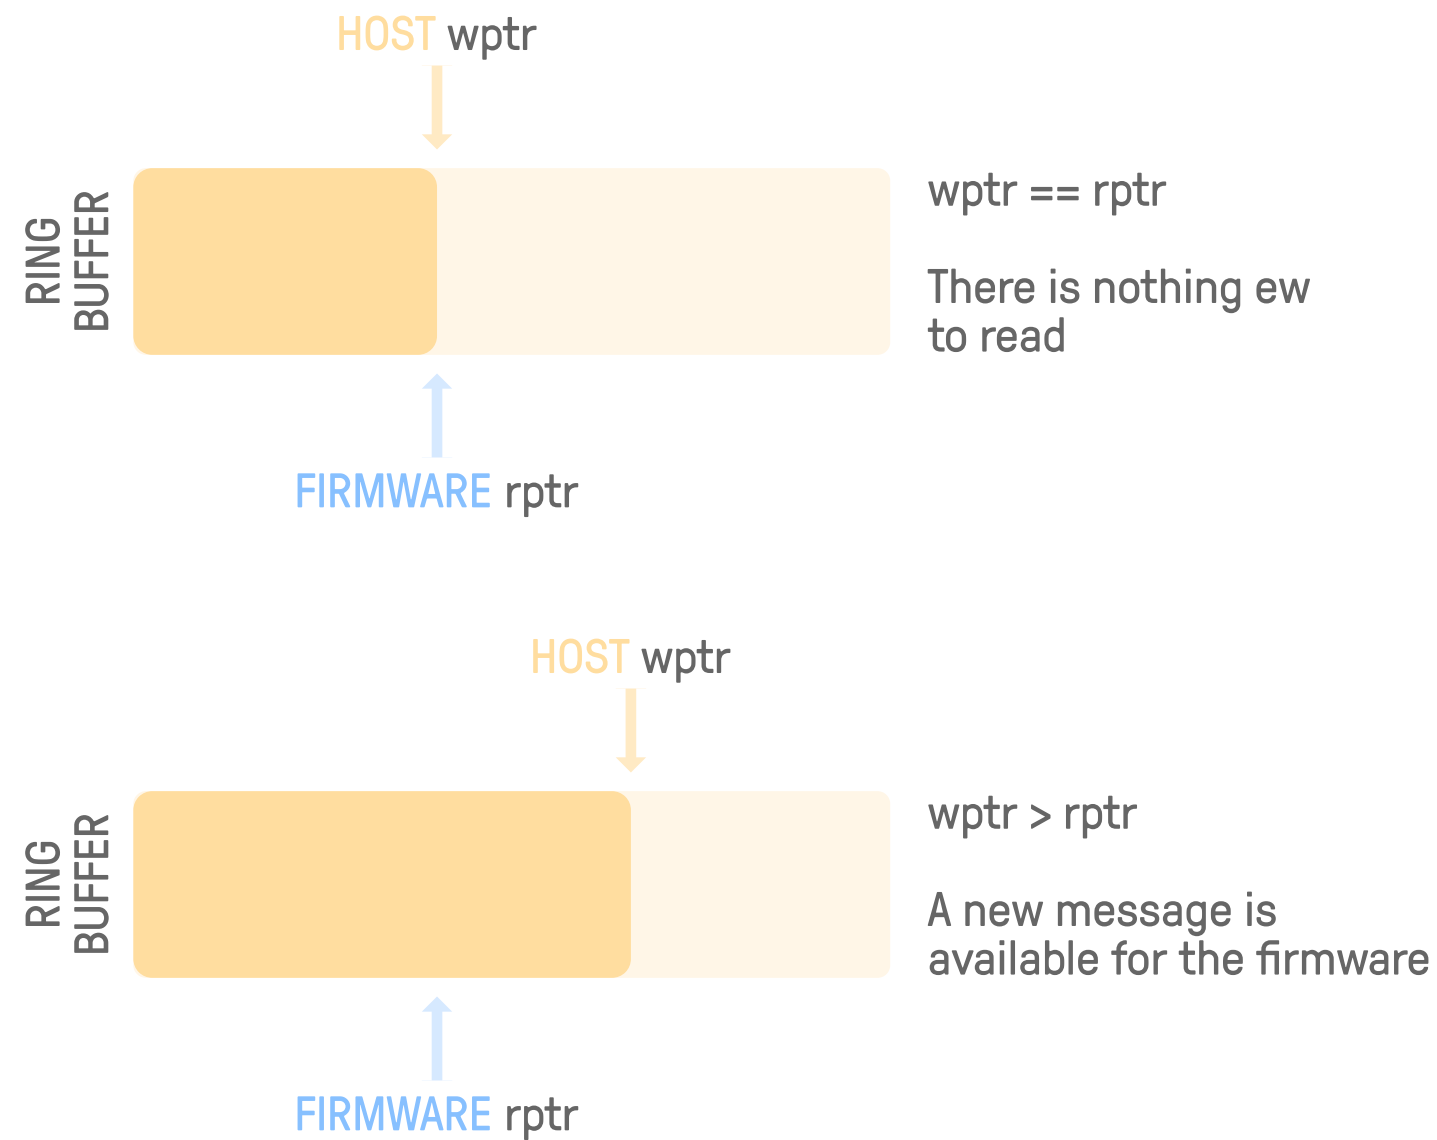 HOST wptr
RING
BUFFER
wptr == rptr
There is nothing ew
to read
FIRMWARE rptr
HOST wptr
RING
BUFFER
wptr > rptr
A new message is
available for the firmware
FIRMWARE rptr